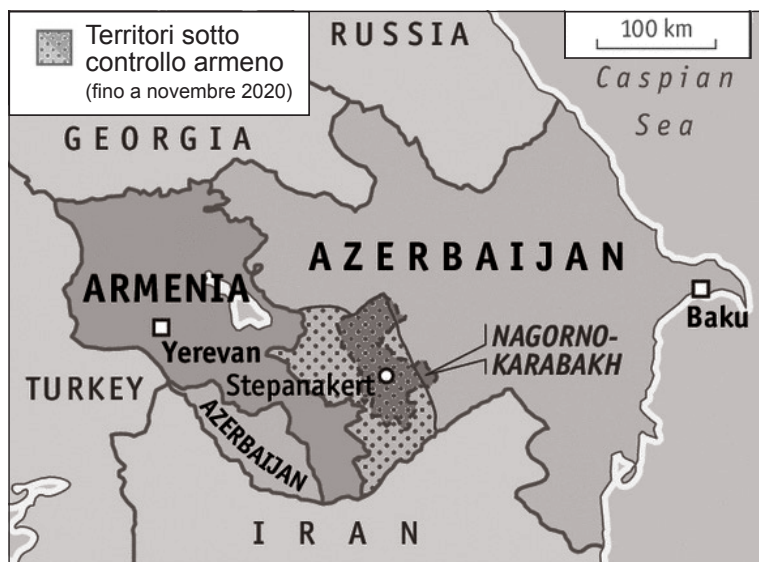 Territori sotto
controllo armeno
(fino a novembre 2020)
RUSSIA
100 km
Caspian
Sea
GEORGIA
AZERBAIJAN
ARMENIA
Baku
Yerevan
NAGORNO-
KARABAKH
Stepanakert
TURKEY
AZERBAIJAN
IRAN